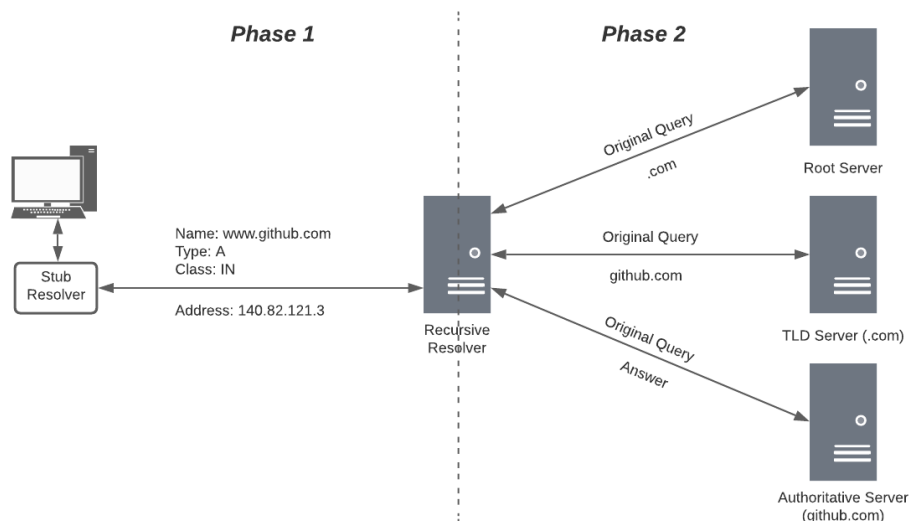 Phase 1
Phase 2
Original Query
.com
Root Server
Name: www.github.com
Type: A
Class: IN
Address: 140.82.121.3
Stub
Resolver
Recursive
Resolver
Original Query
github.com
TLD Server (.com)
Original Query
Answer
Authoritative Server
(github.com)